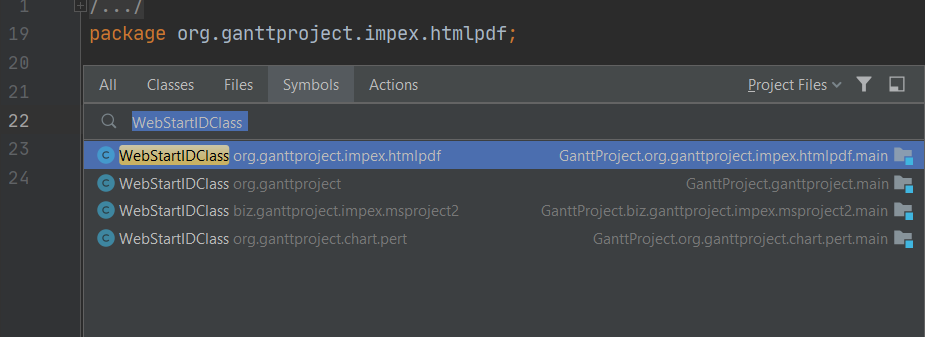 1 /.../
19 package org.ganttproject.impex.htmlpdf;
20
21
22
23
24
All Classes Files Symbols Actions Project Files
WebStartIDClass
C WebStartIDClass org.ganttproject.impex.htmlpdf GanttProject.org.ganttproject.impex.htmlpdf.main
C WebStartIDClass org.ganttproject GanttProject.ganttproject.main
C WebStartIDClass biz.ganttproject.impex.msproject2 GanttProject.biz.ganttproject.impex.msproject2.main
C WebStartIDClass org.ganttproject.chart.pert GanttProject.org.ganttproject.chart.pert.main